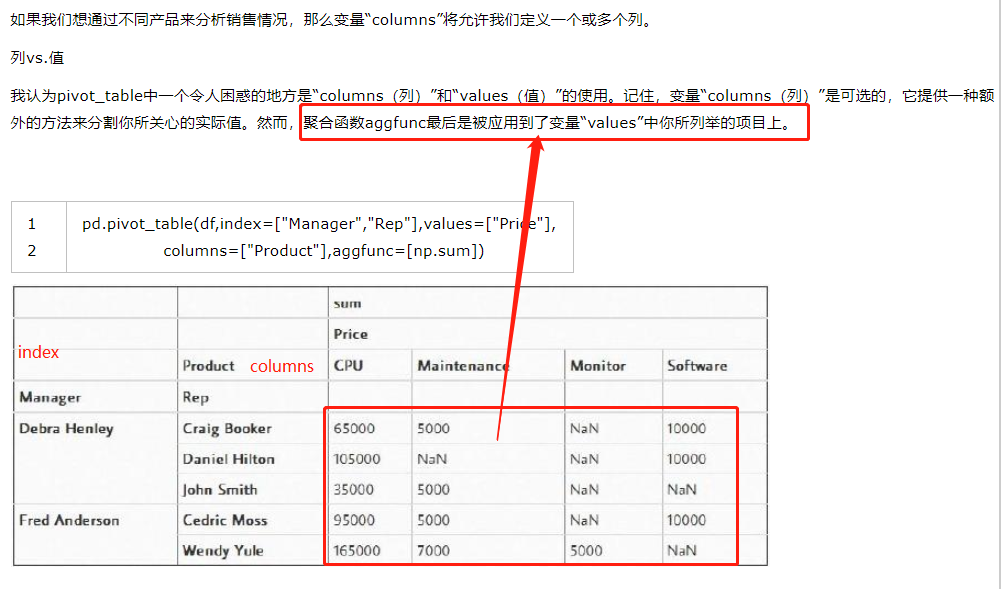 如果我们想通过不同产品来分析销售情况，那么变量“columns”将允许我们定义一个或多个列。
列vs.值
我认为pivot_table中一个令人困惑的地方是“columns（列）”和“values（值）”的使用。记住，变量“columns（列）”是可选的，它提供一种额
外的方法来分割你所关心的实际值。然而，聚合函数aggfunc最后是被应用到了变量“values”中你所列举的项目上。
1 pd.pivot_table(df,index=["Manager","Rep"],values=["Price"],
2 columns=["Product"],aggfunc=[np.sum])
sum
Price
index
Product columns CPU Maintenance Monitor Software
Manager Rep
Debra Henley Craig Booker 65000 5000 NaN 10000
Daniel Hilton 105000 NaN NaN 10000
John Smith 35000 5000 NaN NaN
Fred Anderson Cedric Moss 95000 5000 NaN 10000
Wendy Yule 165000 7000 5000 NaN